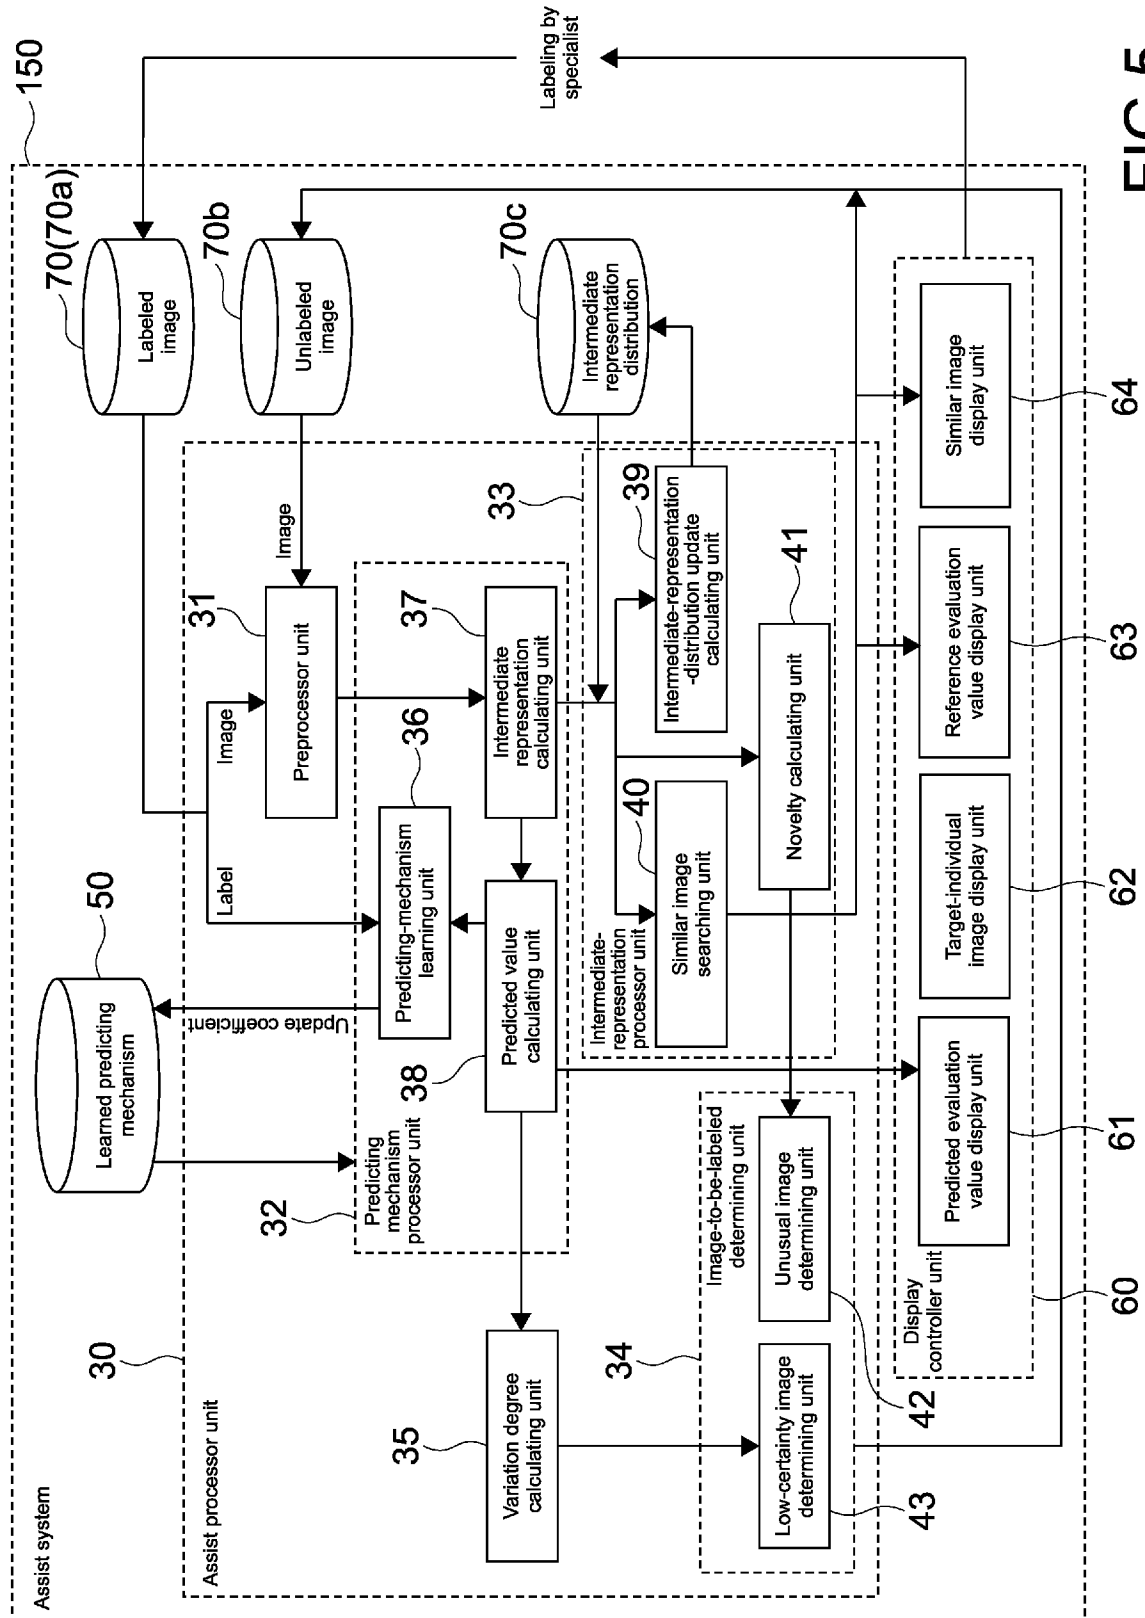 Assist system
150
Labeling by
specialist
50
Learned predicting
mechanism
70(70a)
Labeled
image
70b
Unlabeled
image
70c
Intermediate
representation
distribution
30
Assist processor unit
Label
Image
Image
31
Preprocessor unit
Update coefficient
32
Predicting
mechanism
processor unit
36
Predicting-mechanism
learning unit
37
Intermediate
representation
calculating unit
38
Predicted value
calculating unit
35
Variation degree
calculating unit
33
Intermediate-
representation
processor unit
39
Intermediate-representation
-distribution update
calculating unit
40
Similar image
searching unit
41
Novelty calculating unit
34
Image-to-be-labeled
determining unit
Low-certainty image
determining unit
43
Unusual image
determining unit
42
Display
controller unit
60
Predicted evaluation
value display unit
61
Target-individual
image display unit
62
Reference evaluation
value display unit
63
Similar image
display unit
64
FIG.5